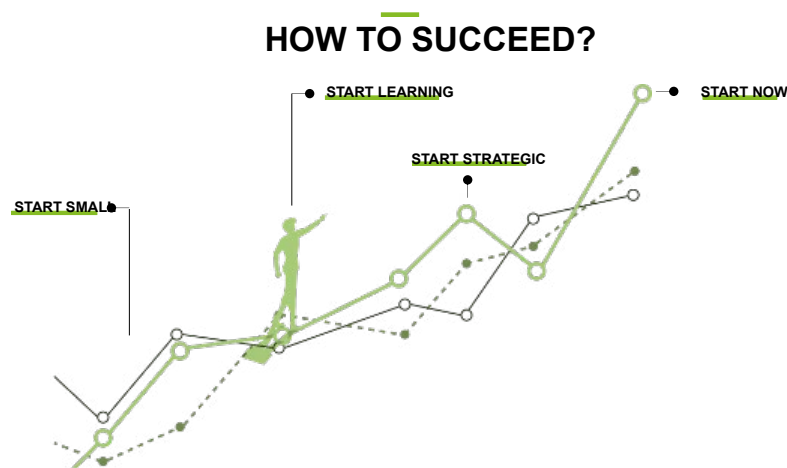 HOW TO SUCCEED?
START LEARNING
START NOW
START STRATEGIC
START SMALL